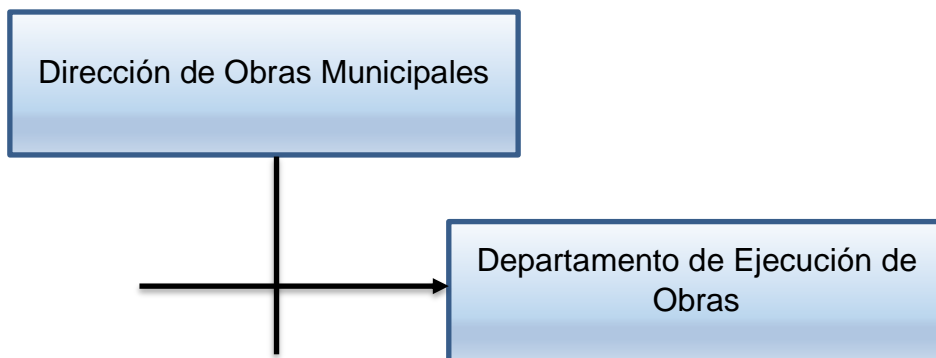 Dirección de Obras Municipales
Departamento de Ejecución de
Obras